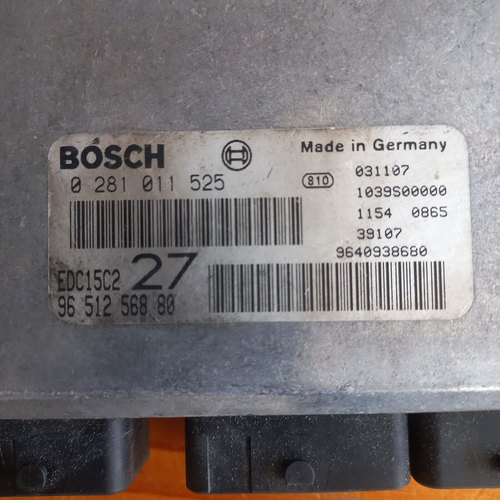 BOSCH
0 281 011 525
EDC15C2 27
96 512 568 80
Made in Germany
810 031107
1039S00000
1154 0865
39107
9640938680